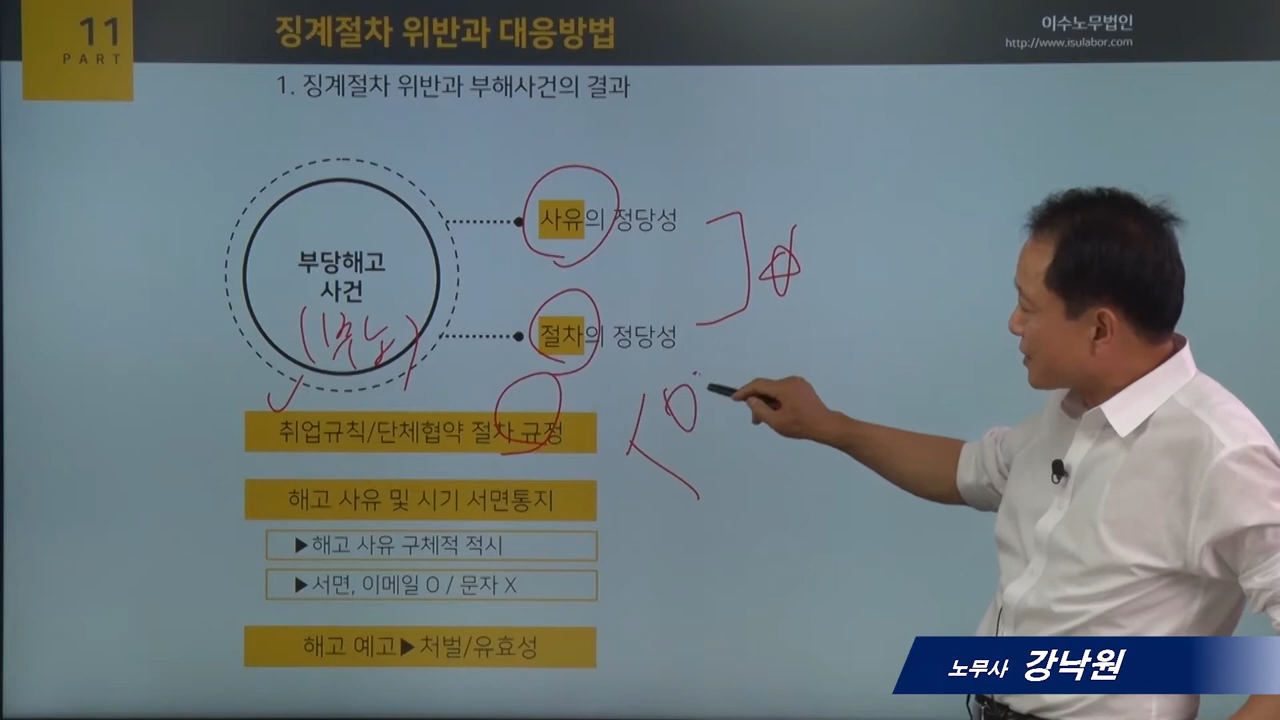 11
PART
징계절차 위반과 대응방법
이수노무법인
http://www.isulabor.com
1. 징계절차 위반과 부해사건의 결과
부당해고
사건
사유의 정당성
절차의 정당성
취업규칙/단체협약 절차 규정
해고 사유 및 시기 서면통지
▶해고 사유 구체적 적시
▶서면, 이메일 O / 문자 X
해고 예고▶처벌/유효성
노무사 강낙원